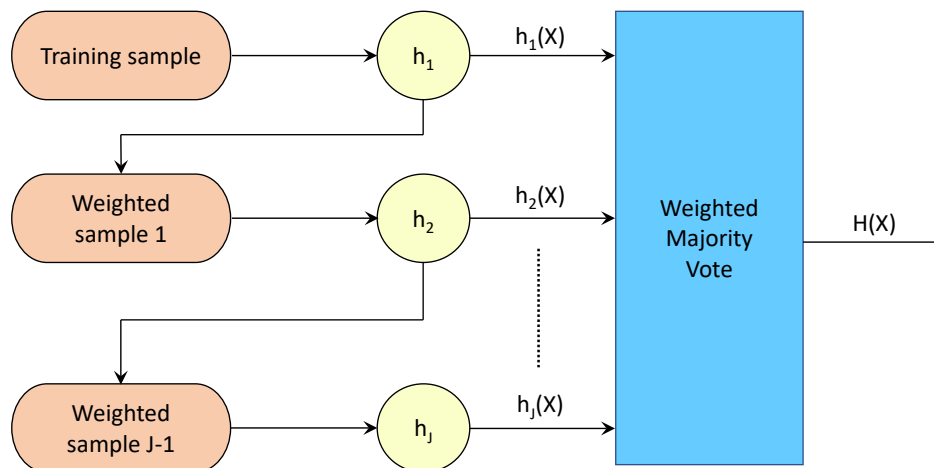 Training sample
h₁
h₁(X)
Weighted
sample 1
h₂
h₂(X)
Weighted
Majority
Vote
H(X)
Weighted
sample J-1
hJ
hJ(X)